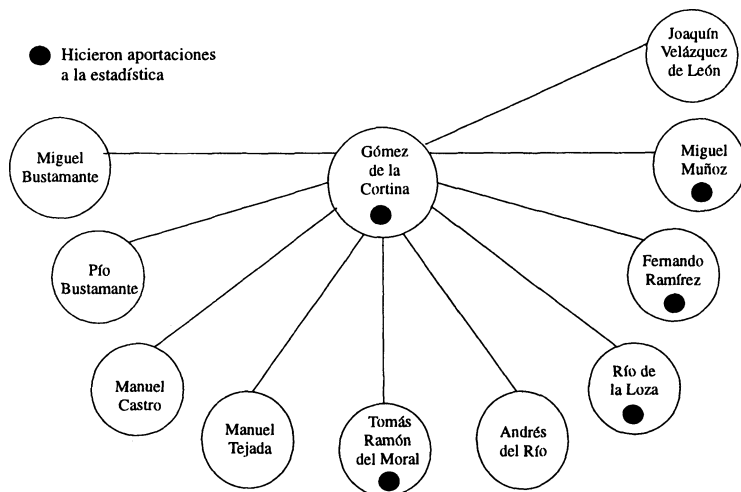 Hicieron aportaciones
a la estadística
Joaquín
Velázquez
de León
Miguel
Bustamante
Gómez
de la
Cortina
Miguel
Muñoz
Pío
Bustamante
Fernando
Ramírez
Manuel
Castro
Río de
la Loza
Manuel
Tejada
Tomás
Ramón
del Moral
Andrés
del Río